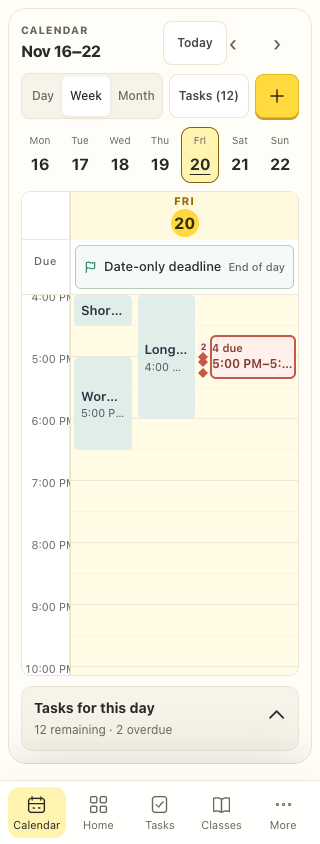 CALENDAR
Nov 16–22
Today
Day Week Month Tasks (12) +
Mon Tue Wed Thu Fri Sat Sun
16 17 18 19 20 21 22
FRI
20
Due
Date-only deadline End of day
4:00 PM
Shor...
Long...
4:00 ...
2
4 due
5:00 PM–5:...
5:00 PM
Wor...
5:00 P...
6:00 PM
7:00 PM
8:00 PM
9:00 PM
10:00 PM
Tasks for this day
12 remaining · 2 overdue
Calendar Home Tasks Classes More